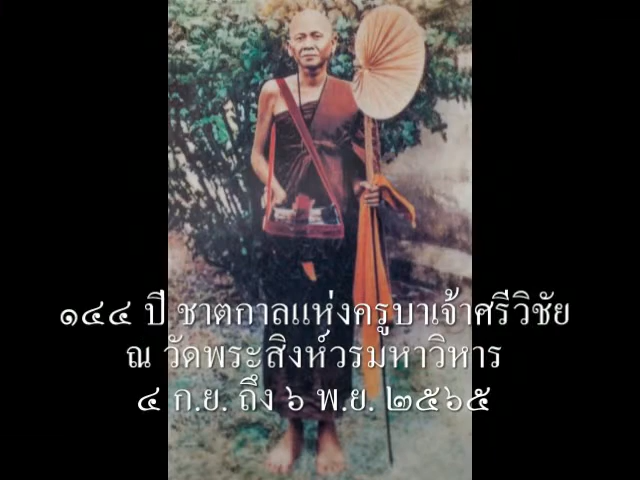 ๑๔๔ ปี ชาตกาลแห่งครูบาเจ้าศรีวิชัย
ณ วัดพระสิงห์วรมหาวิหาร
๔ ก.ย. ถึง ๖ พ.ย. ๒๕๖๕